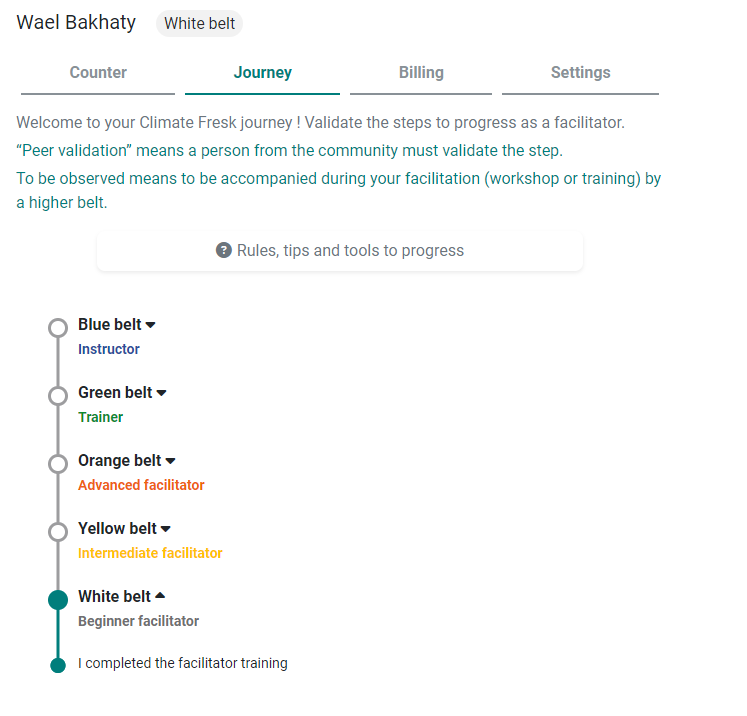 Wael Bakhaty White belt
Counter Journey Billing Settings
Welcome to your Climate Fresk journey ! Validate the steps to progress as a facilitator.
“Peer validation” means a person from the community must validate the step.
To be observed means to be accompanied during your facilitation (workshop or training) by
a higher belt.
Rules, tips and tools to progress
Blue belt
Instructor
Green belt
Trainer
Orange belt
Advanced facilitator
Yellow belt
Intermediate facilitator
White belt
Beginner facilitator
I completed the facilitator training